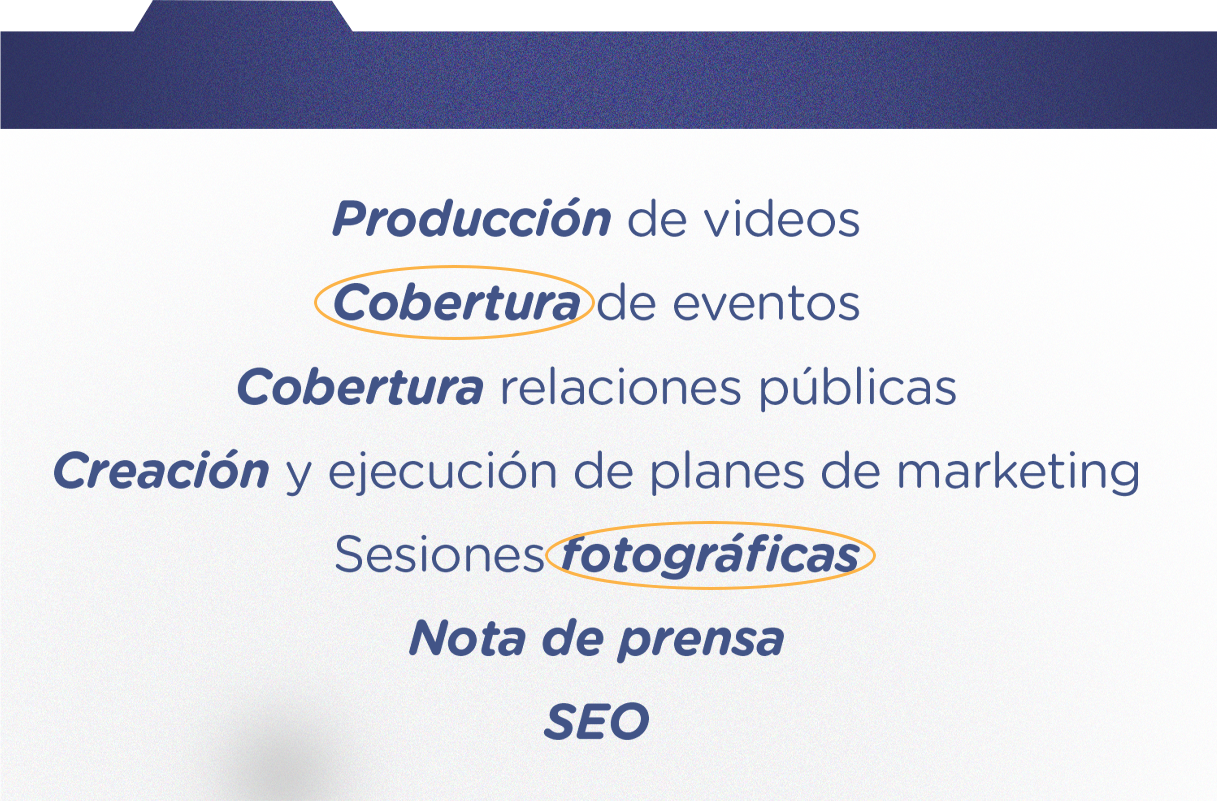 Producción de videos
Cobertura de eventos
Cobertura relaciones públicas
Creación y ejecución de planes de marketing
Sesiones fotográficas
Nota de prensa
SEO